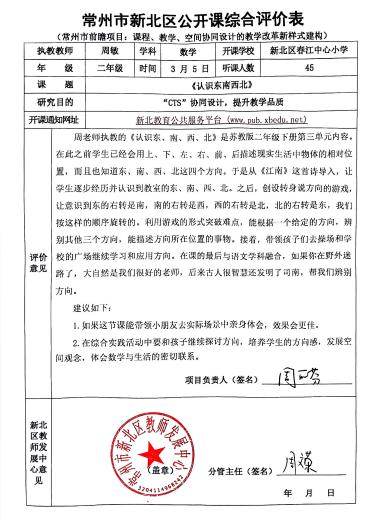 常州市新北区公开课综合评价表
（常州市前瞻项目：课程、教学、空间协同设计的教学改革新样式建构）
执教教师 周敏 学科 数学 开课学校 新北区春江中心小学
年 级 二年级 时间 3 月 5 日 听课人数 45
课 题 《认识东南西北》
研究目的 “CTS”协同设计，提升教学品质
开课通知网址 新北教育公共服务平台（www.pub.xbedu.net）
周老师执教的《认识东、南、西、北》是苏教版二年级下册第三单元内容。
在此之前学生已经会用上、下、左、右、前、后描述现实生活中物体的相对位
置，而且也知道东、南、西、北这四个方向。于是从《江南》这首诗导入，让
学生逐步经历并认识到教室的东、南、西、北。之后，创设转身说方向的游戏，
让意识到东的右转是南，南的右转是西，西的右转是北，北的右转是东，我们
按这样的顺序旋转的。利用游戏的形式突破难点，能根据一个给定的方向，辨
别其他三个方向，能描述方向所在位置的事物。接着，带领孩子们去操场和学
校的广场继续学习和应用方向。在课的最后与语文学科融合，如果你在野外迷
路了，大自然是我们很好的老师，后来古人很智慧还发明了司南，帮我们辨别
方向。
评价
意见
建议如下：
1.如果这节课能带领小朋友去实际场景中亲身体会，效果会更佳。
2.在综合实践活动中要和孩子继续探讨方向，培养学生的方向感，发展空
间观念，体会数学与生活的密切联系。
项目负责人（签名）
新北
区教
师发
展中
心意
见
常州市新北区教师发展中心
（盖章）
3204114968242
分管主任（签名）
年 月 日